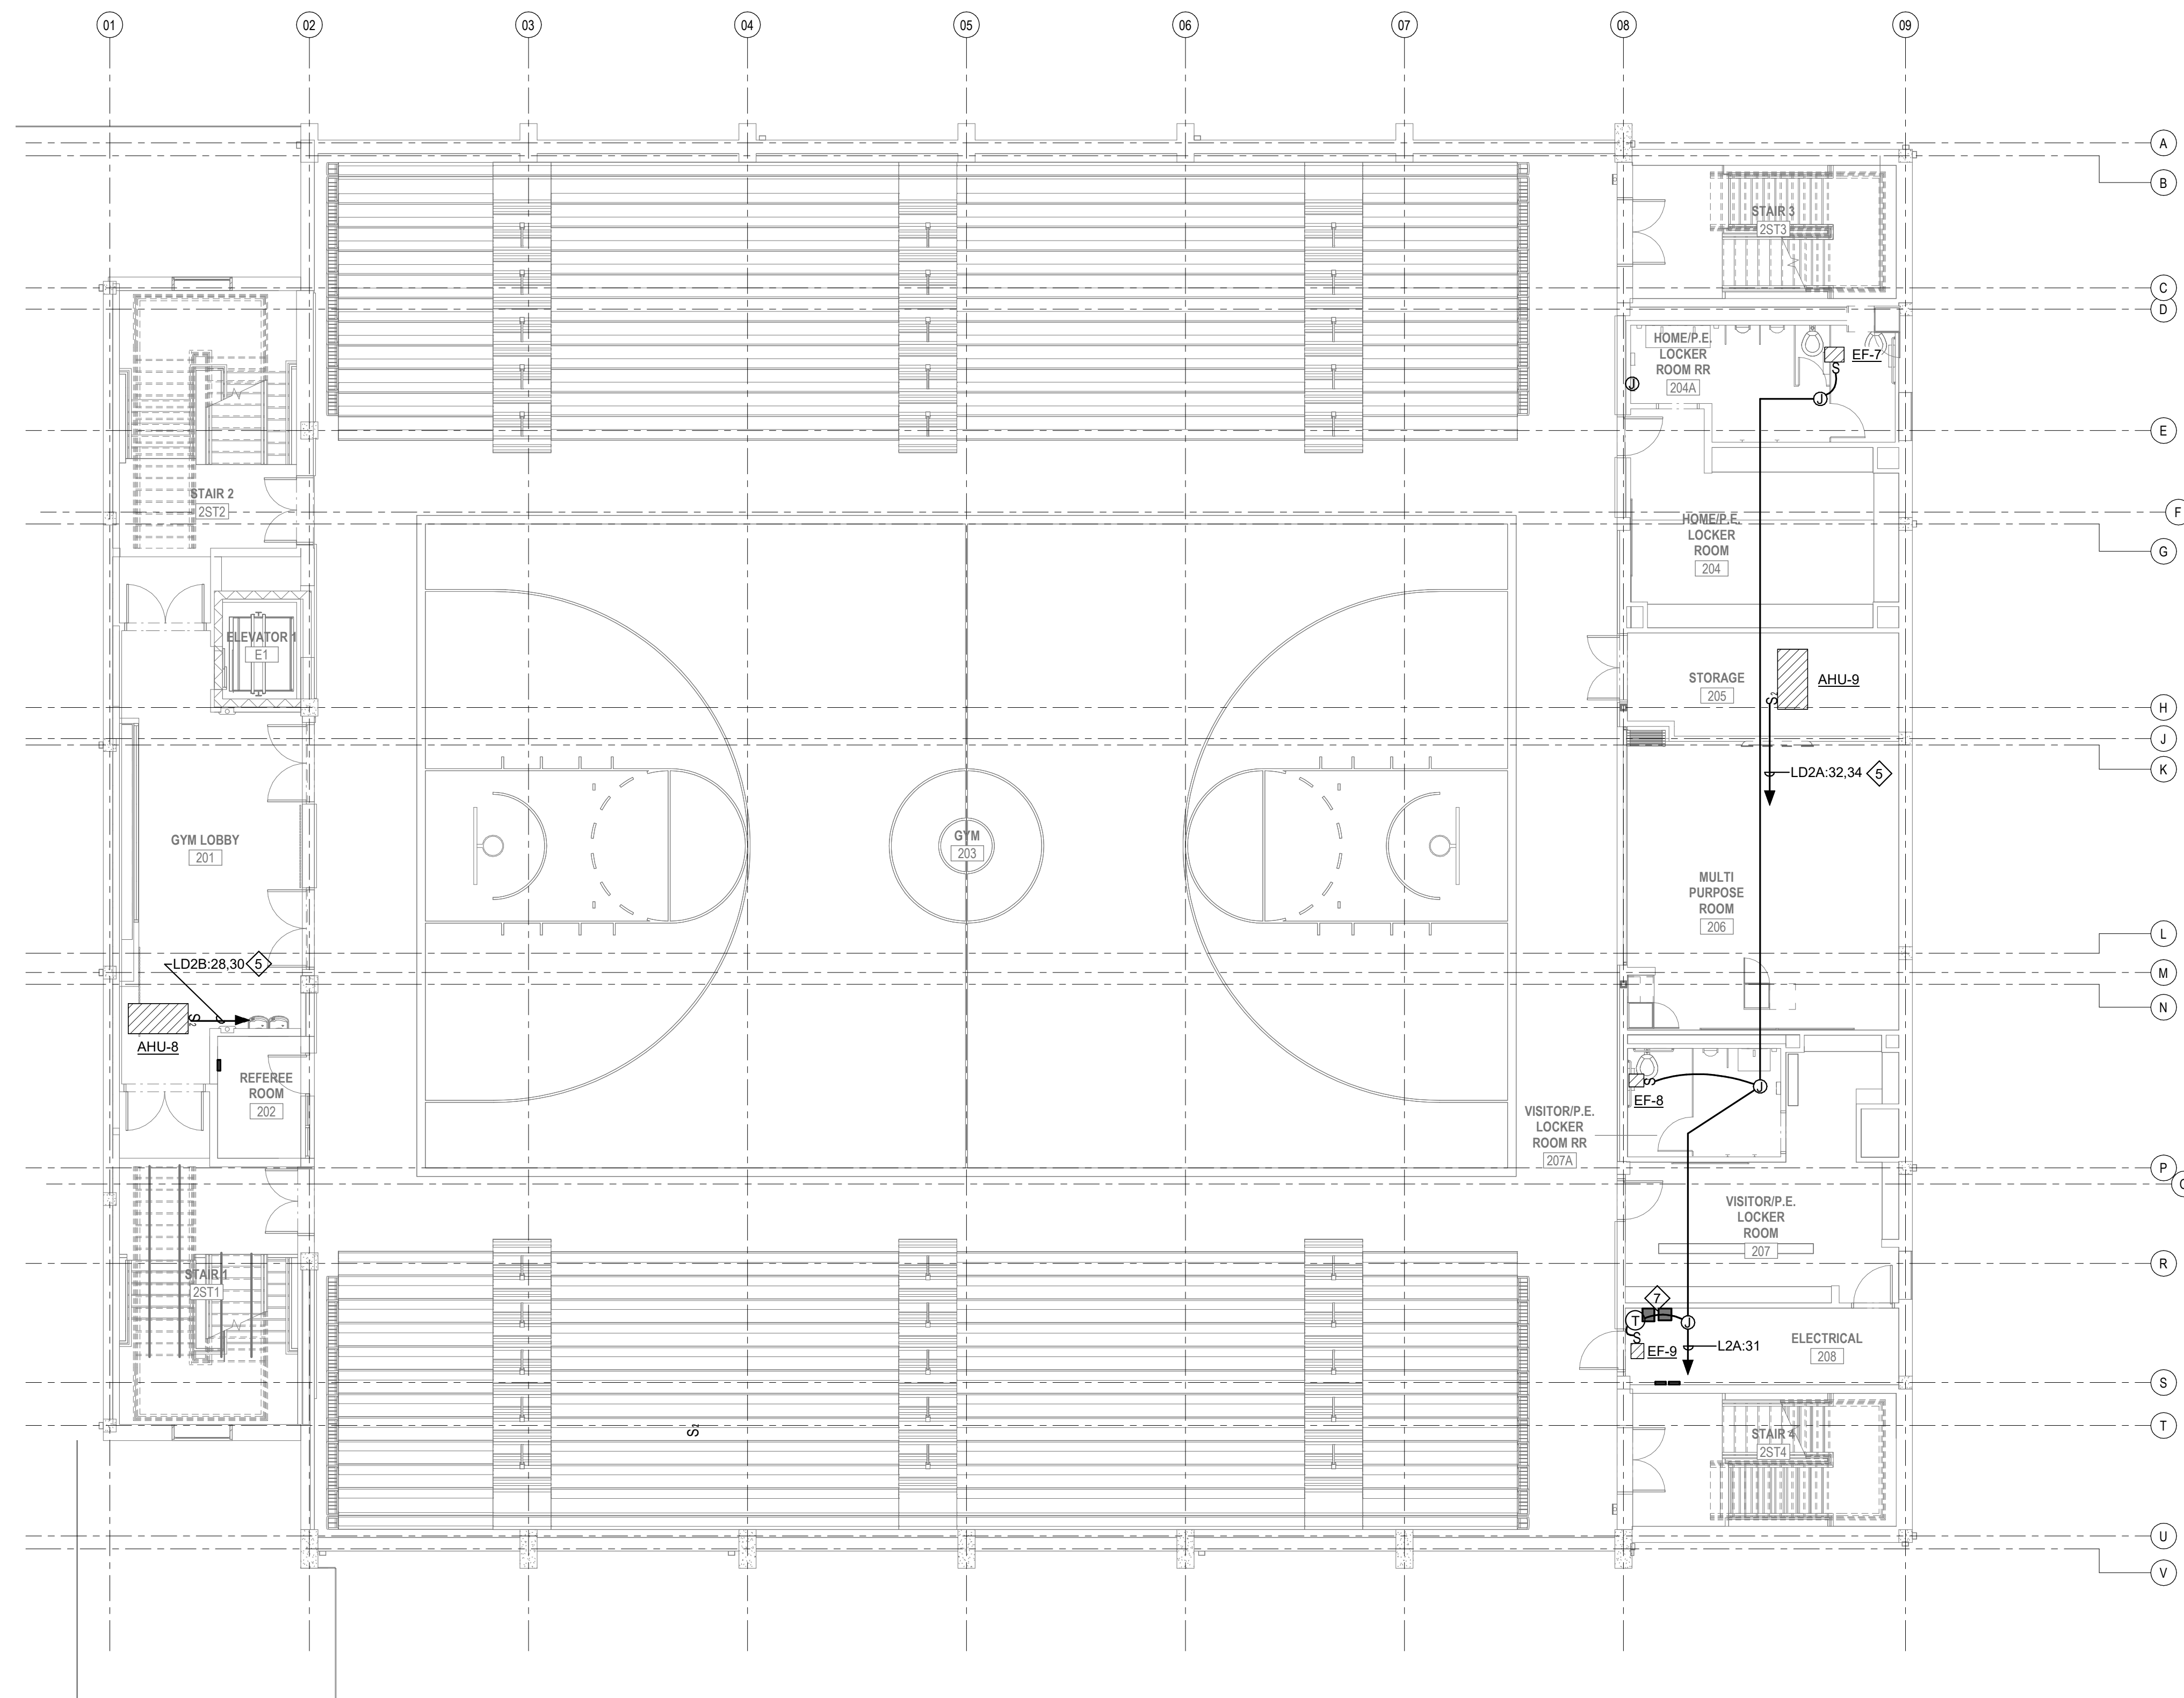 01
02
03
04
05
06
07
08
09
A
B
C
D
E
F
G
H
J
K
L
M
N
P
R
S
T
U
V
STAIR 3
2ST3
HOME/P.E.
LOCKER
ROOM RR
204A
EF-7
S
J
J
STAIR 2
2ST2
HOME/P.E.
LOCKER
ROOM
204
ELEVATOR 1
E1
STORAGE
205
S2
AHU-9
LD2A:32,34
5
GYM LOBBY
201
GYM
203
MULTI
PURPOSE
ROOM
206
LD2B:28,30
5
S2
AHU-8
REFEREE
ROOM
202
S
J
EF-8
VISITOR/P.E.
LOCKER
ROOM RR
207A
VISITOR/P.E.
LOCKER
ROOM
207
STAIR 1
2ST1
7
T
J
S
EF-9
L2A:31
ELECTRICAL
208
S2
STAIR 4
2ST4